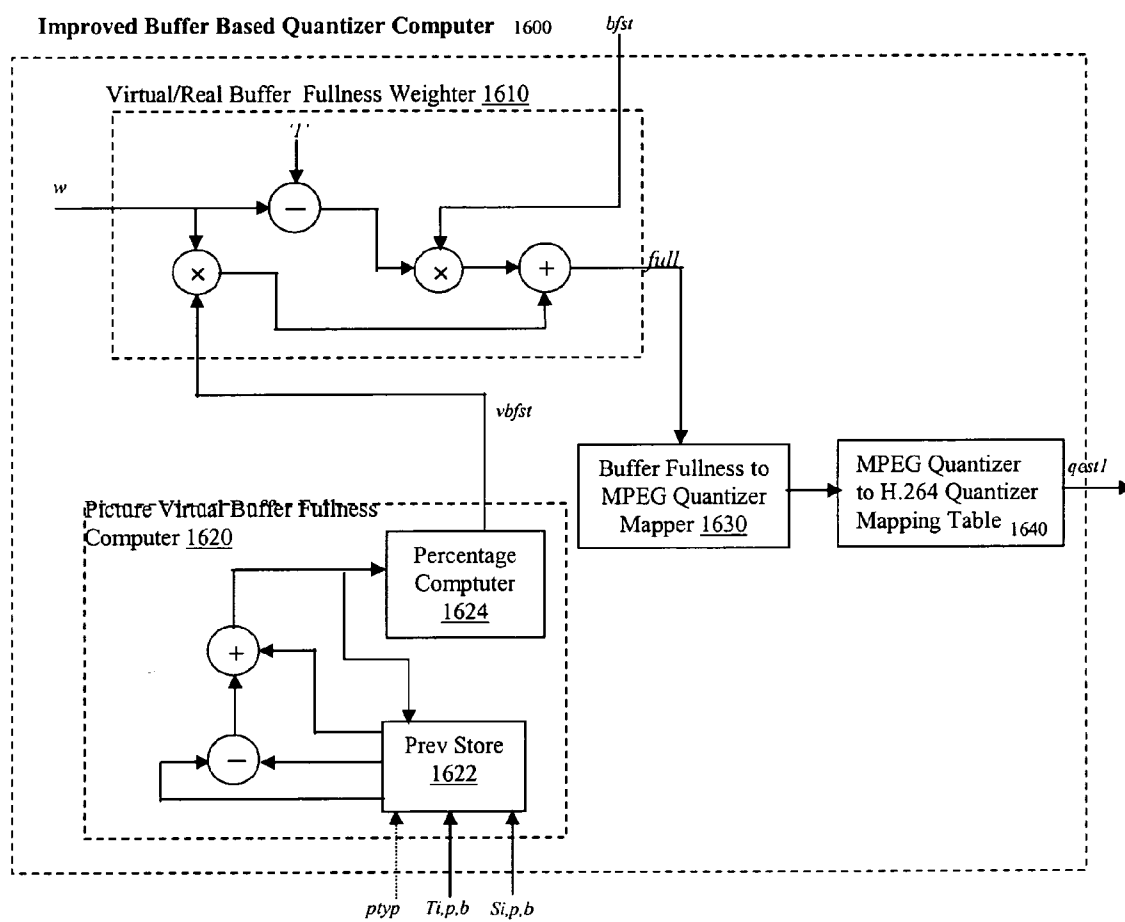 Improved Buffer Based Quantizer Computer 1600
bfst
Virtual/Real Buffer Fullness Weighter 1610
'1'
w
−
×
×
+
full
vbfst
Buffer Fullness to
MPEG Quantizer
Mapper 1630
MPEG Quantizer
to H.264 Quantizer
Mapping Table 1640
qest1
Picture Virtual Buffer Fullness
Computer 1620
Percentage
Comptuter
1624
+
−
Prev Store
1622
ptyp
Ti,p,b
Si,p,b